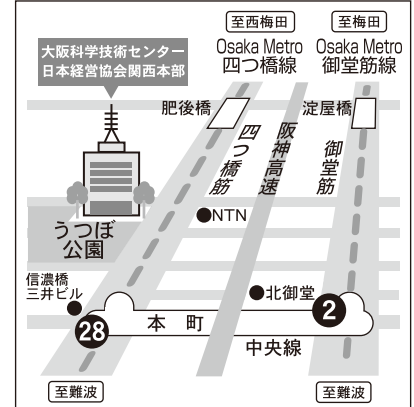 至西梅田
至梅田
大阪科学技術センター
日本経営協会関西本部
Osaka Metro
四つ橋線
Osaka Metro
御堂筋線
肥後橋
淀屋橋
四つ橋筋
阪神高速
御堂筋
うつぼ
公園
●NTN
信濃橋
三井ビル
●北御堂
28
本町
2
中央線
至難波
至難波